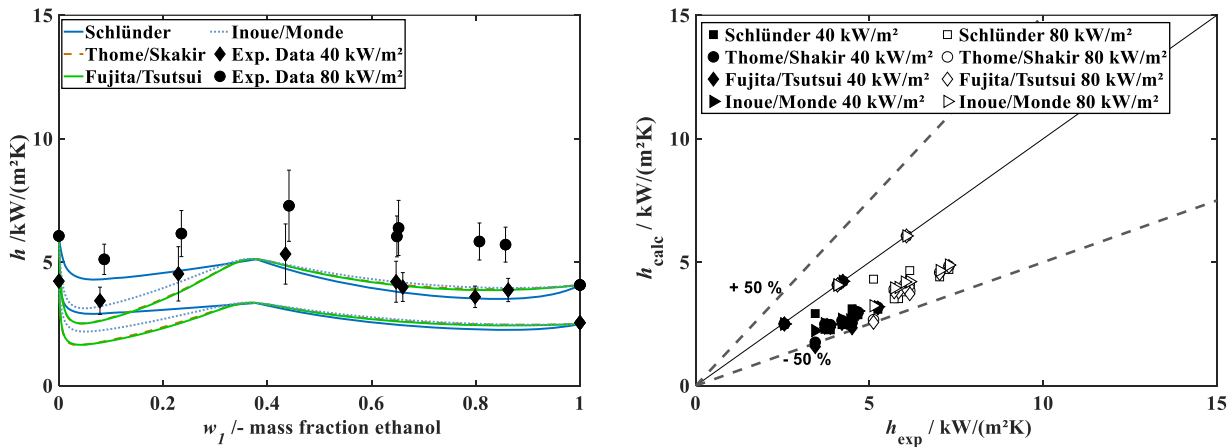 15
10
5
0
h /kW/(m²K)
Schlünder
Thome/Skakir
Fujita/Tsutsui
Inoue/Monde
Exp. Data 40 kW/m²
Exp. Data 80 kW/m²
0 0.2 0.4 0.6 0.8 1
w1 /- mass fraction ethanol
15
10
5
0
hcalc / kW/(m²K)
Schlünder 40 kW/m²
Thome/Shakir 40 kW/m²
Fujita/Tsutsui 40 kW/m²
Inoue/Monde 40 kW/m²
Schlünder 80 kW/m²
Thome/Shakir 80 kW/m²
Fujita/Tsutsui 80 kW/m²
Inoue/Monde 80 kW/m²
+ 50 %
- 50 %
0 5 10 15
hexp / kW/(m²K)